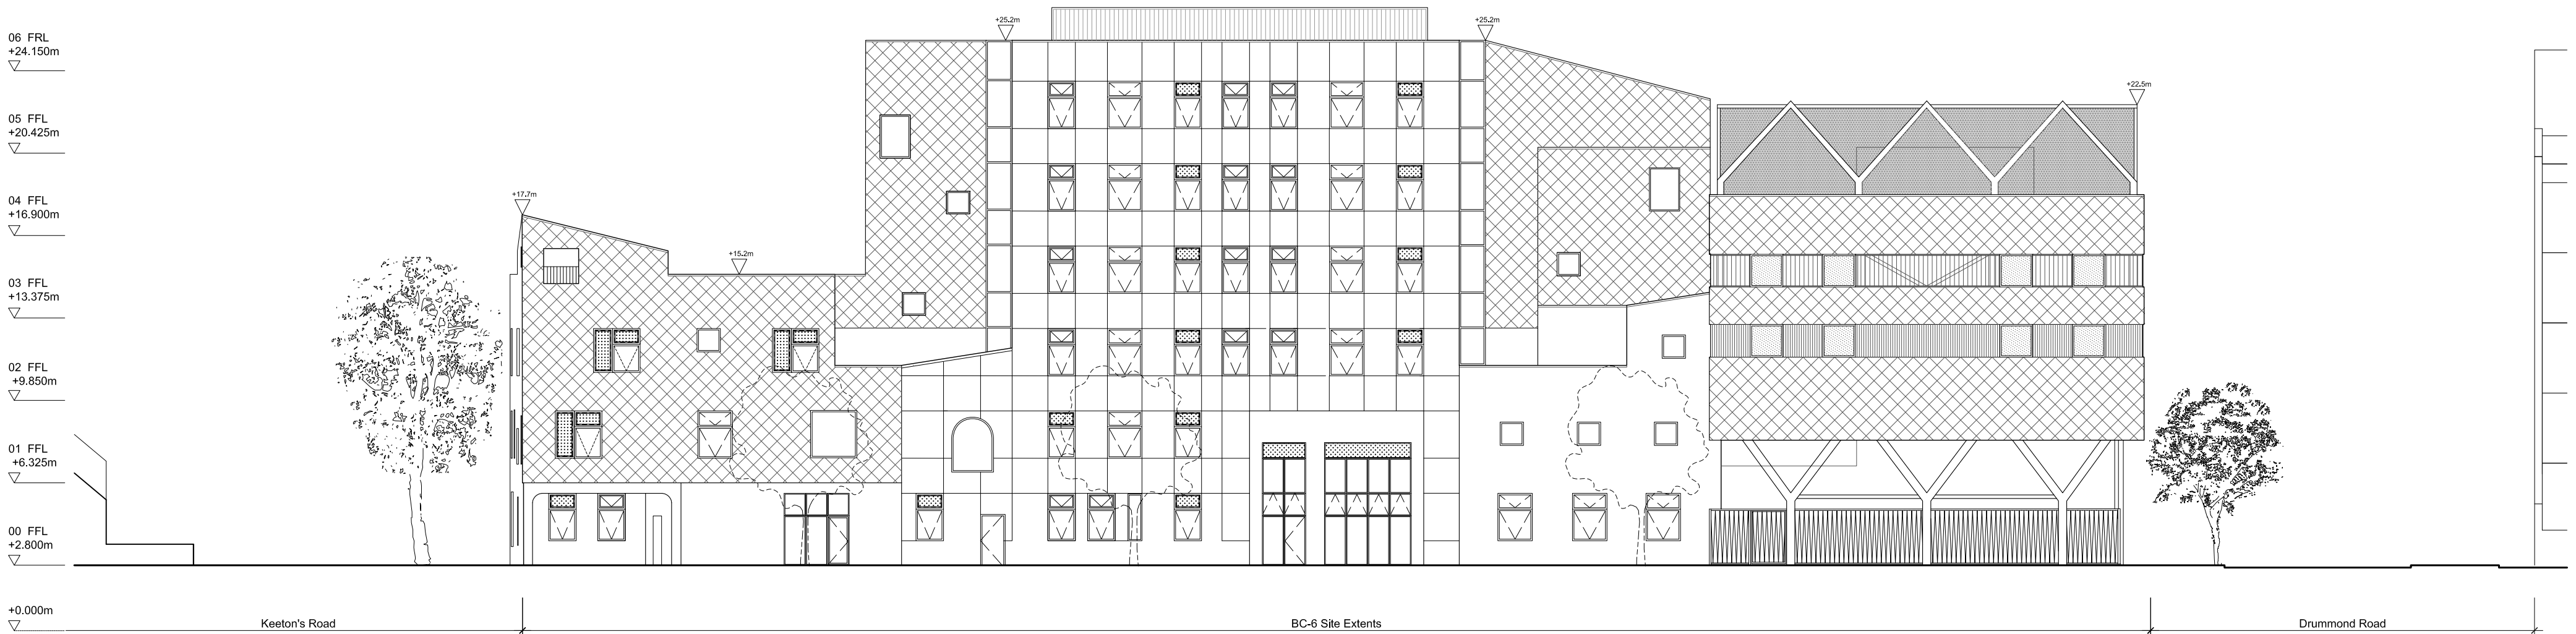 +25.2m
+25.2m
06 FRL
+24.150m
+22.5m
05 FFL
+20.425m
+17.7m
04 FFL
+16.900m
+15.2m
03 FFL
+13.375m
02 FFL
+9.850m
01 FFL
+6.325m
00 FFL
+2.800m
+0.000m
Keeton's Road
BC-6 Site Extents
Drummond Road